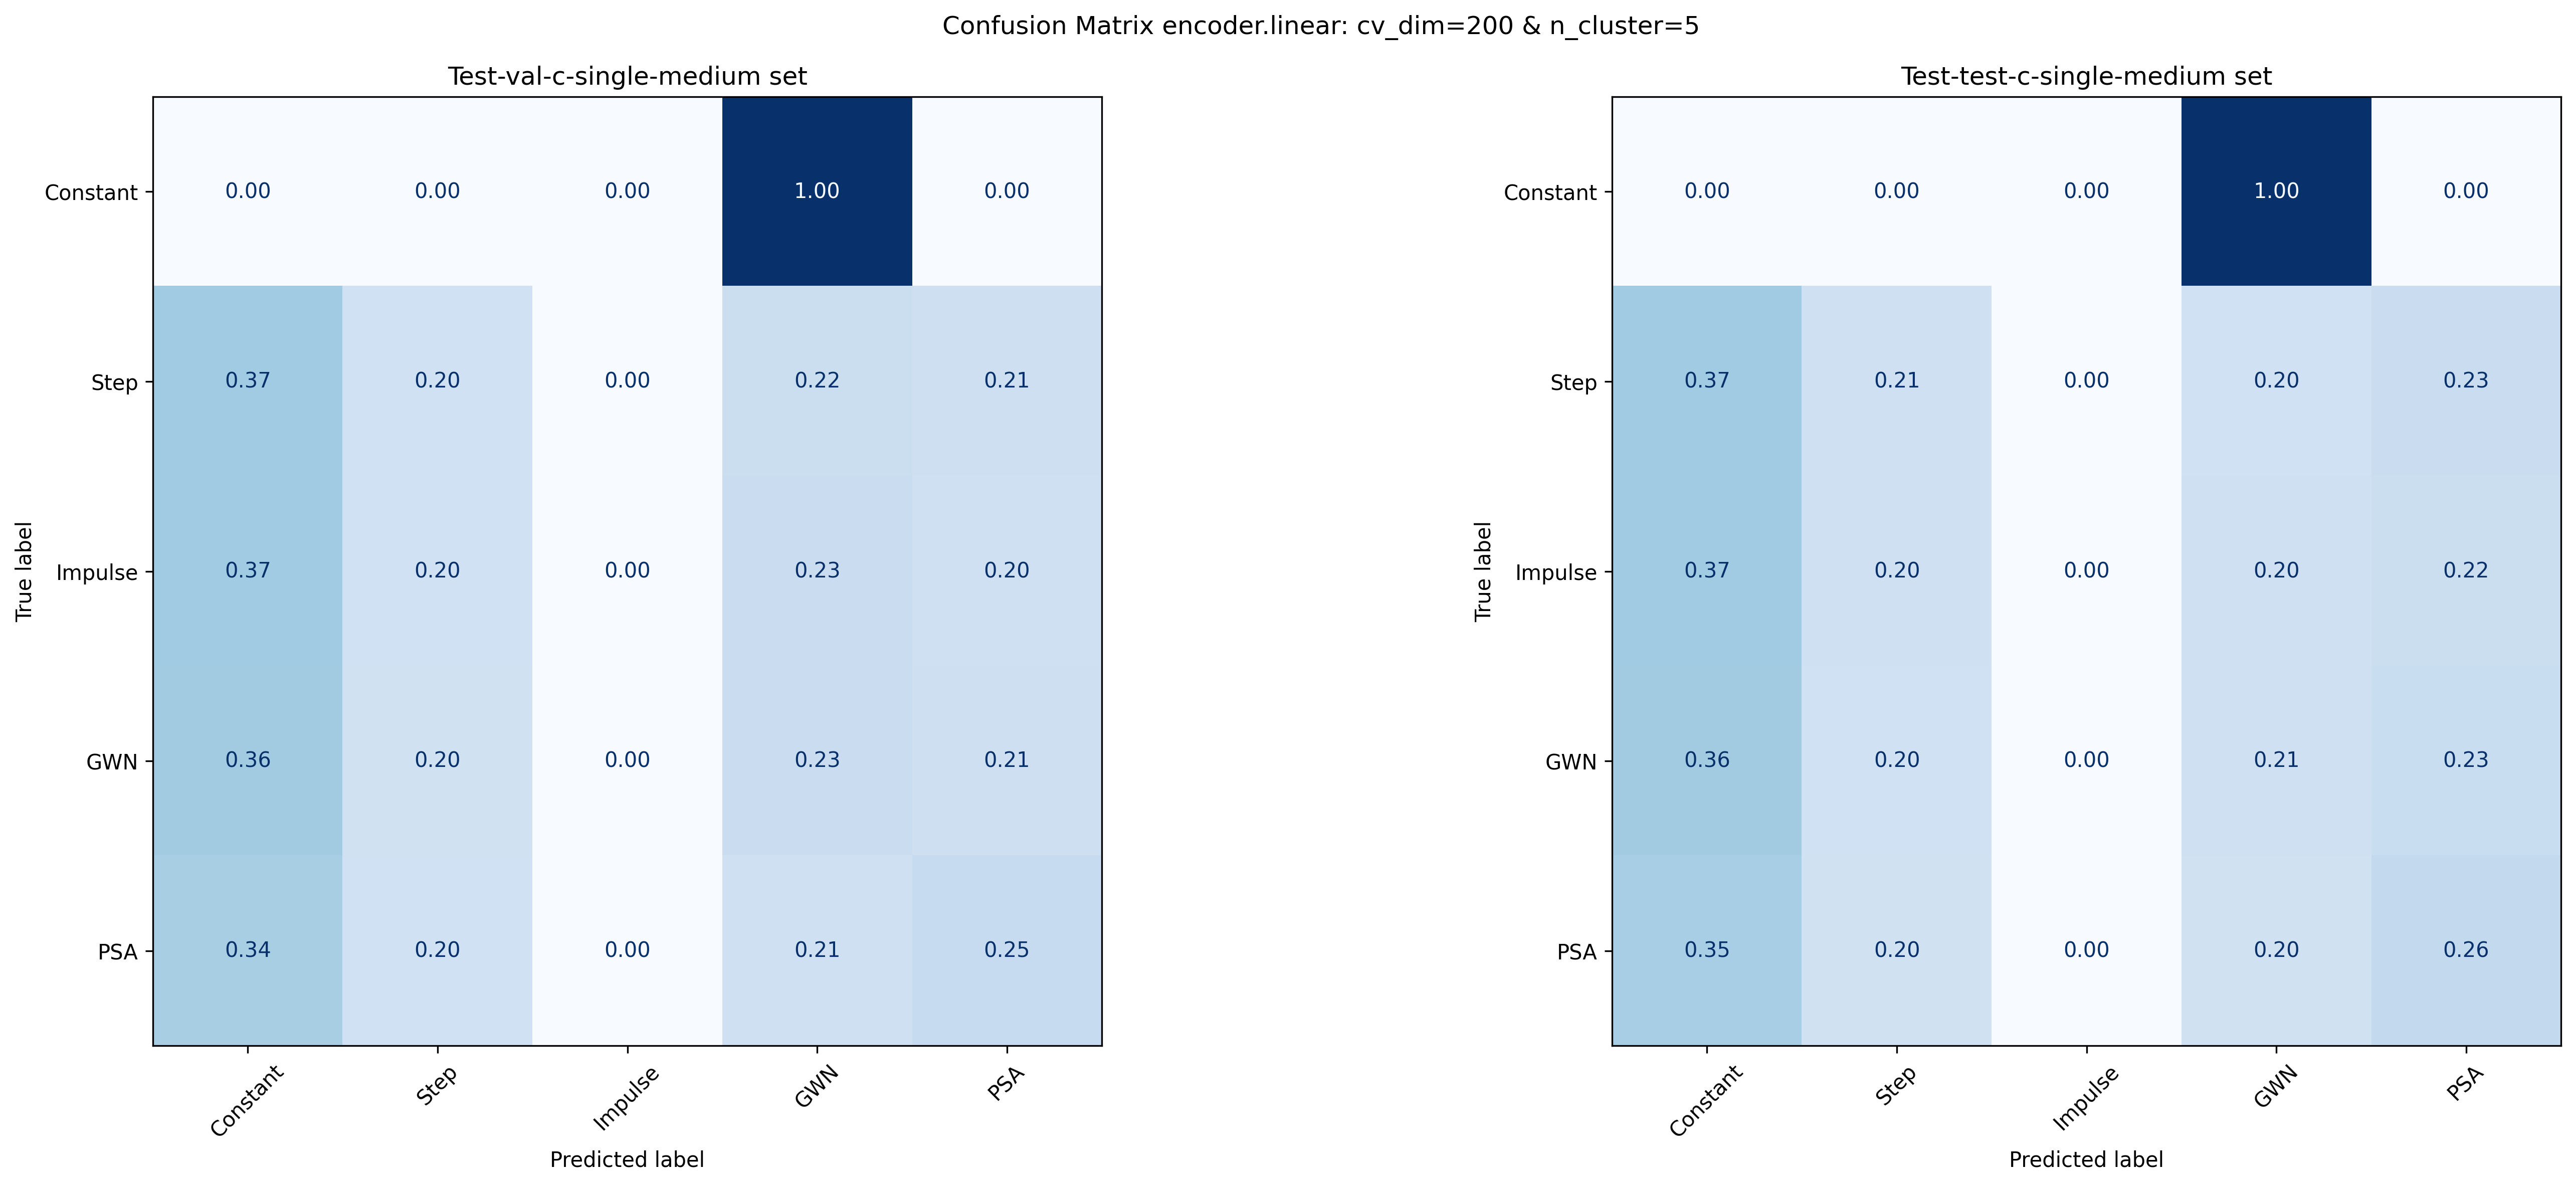 Confusion Matrix encoder.linear: cv_dim=200 & n_cluster=5
Test-val-c-single-medium set
True label
Constant 0.00 0.00 0.00 1.00 0.00
Step 0.37 0.20 0.00 0.22 0.21
Impulse 0.37 0.20 0.00 0.23 0.20
GWN 0.36 0.20 0.00 0.23 0.21
PSA 0.34 0.20 0.00 0.21 0.25
Constant Step Impulse GWN PSA
Predicted label
Test-test-c-single-medium set
True label
Constant 0.00 0.00 0.00 1.00 0.00
Step 0.37 0.21 0.00 0.20 0.23
Impulse 0.37 0.20 0.00 0.20 0.22
GWN 0.36 0.20 0.00 0.21 0.23
PSA 0.35 0.20 0.00 0.20 0.26
Constant Step Impulse GWN PSA
Predicted label